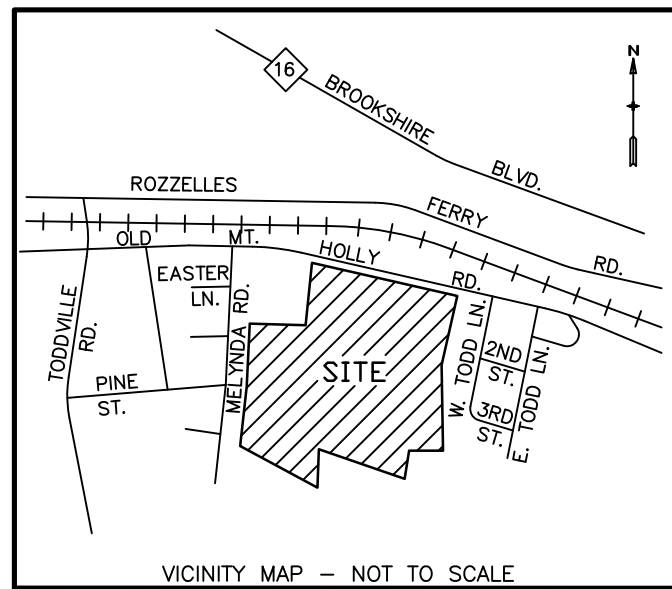 N
16
BROOKSHIRE
BLVD.
ROZZELLES
FERRY
RD.
OLD MT. HOLLY RD.
EASTER
LN.
TODDVILLE
RD.
MELYNDA RD.
PINE
ST.
SITE
W. TODD LN.
2ND
ST.
3RD
ST.
E. TODD LN.
VICINITY MAP – NOT TO SCALE